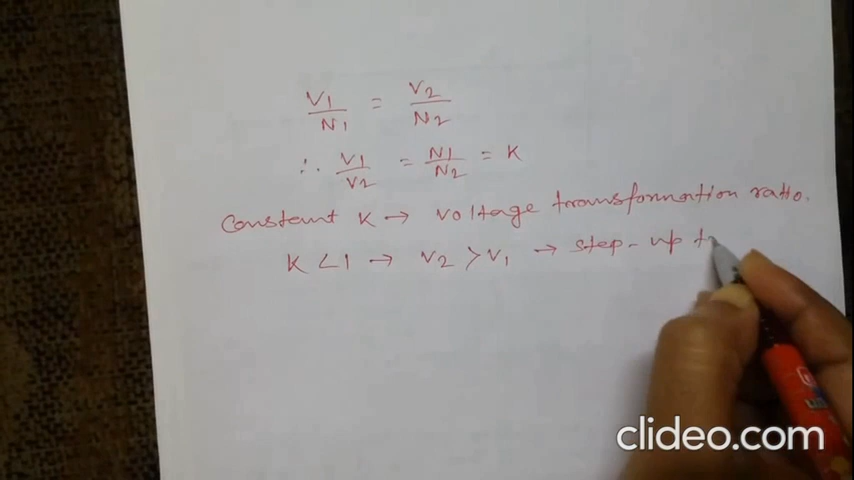 V1/N1 = V2/N2
∴ V1/V2 = N1/N2 = K
Constant K → voltage transformation ratio.
K < 1 → V2 > V1 → step-up tr
clideo.com